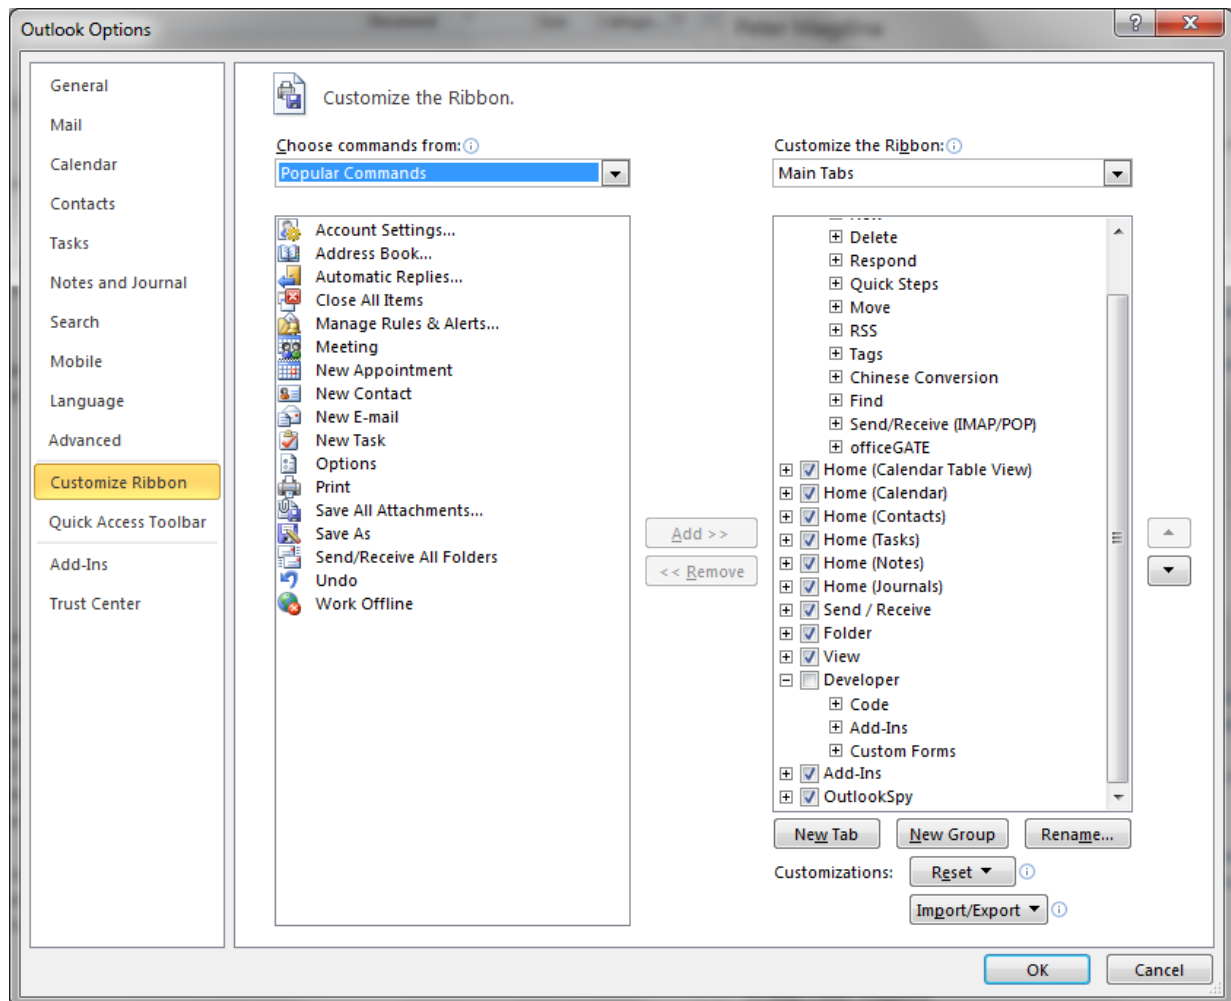 Outlook Options
General
Mail
Calendar
Contacts
Tasks
Notes and Journal
Search
Mobile
Language
Advanced
Customize Ribbon
Quick Access Toolbar
Add-Ins
Trust Center
Customize the Ribbon.
Choose commands from:
Popular Commands
Account Settings...
Address Book...
Automatic Replies...
Close All Items
Manage Rules & Alerts...
Meeting
New Appointment
New Contact
New E-mail
New Task
Options
Print
Save All Attachments...
Save As
Send/Receive All Folders
Undo
Work Offline
Add >>
<< Remove
Customize the Ribbon:
Main Tabs
Delete
Respond
Quick Steps
Move
RSS
Tags
Chinese Conversion
Find
Send/Receive (IMAP/POP)
officeGATE
Home (Calendar Table View)
Home (Calendar)
Home (Contacts)
Home (Tasks)
Home (Notes)
Home (Journals)
Send / Receive
Folder
View
Developer
Code
Add-Ins
Custom Forms
Add-Ins
OutlookSpy
New Tab
New Group
Rename...
Customizations:
Reset
Import/Export
OK
Cancel